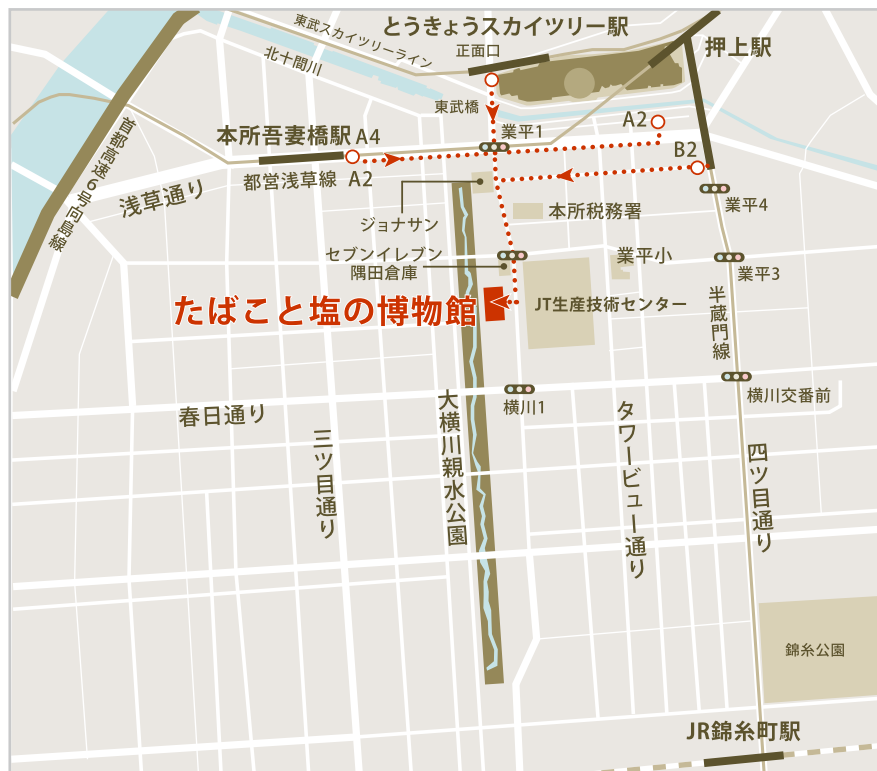 とうきょうスカイツリー駅
東武スカイツリーライン
正面口
押上駅
北十間川
東武橋
A2
業平1
本所吾妻橋駅 A4
B2
都営浅草線 A2
首都高速6号向島線
浅草通り
業平4
ジョナサン
本所税務署
セブンイレブン
隅田倉庫
業平小
業平3
たばこと塩の博物館
JT生産技術センター
半蔵門線
横川1
横川交番前
春日通り
三ツ目通り
大横川親水公園
タワービュー通り
四ツ目通り
錦糸公園
JR錦糸町駅